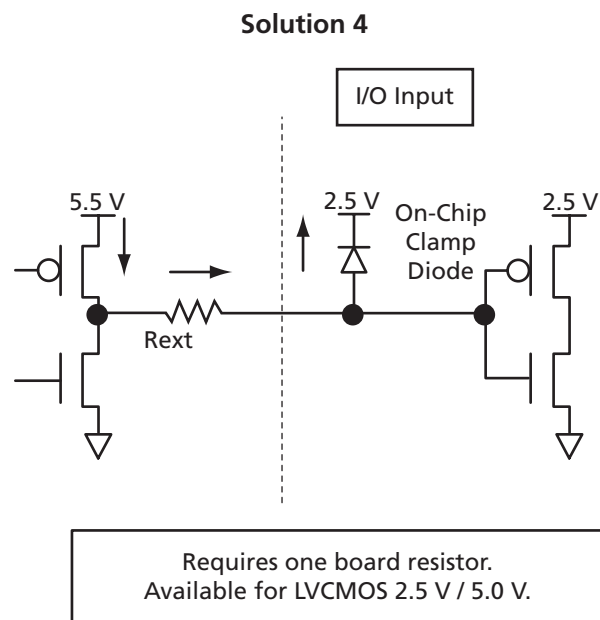 Solution 4
I/O Input
5.5 V
2.5 V
On-Chip
Clamp
Diode
2.5 V
Rext
Requires one board resistor.
Available for LVCMOS 2.5 V / 5.0 V.